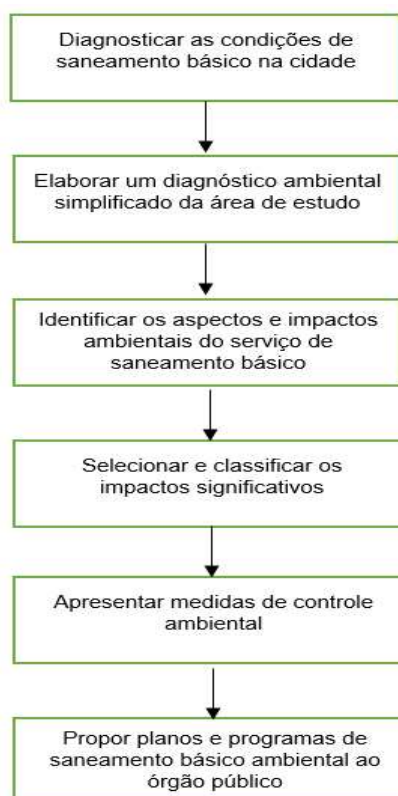 Diagnosticar as condições de
saneamento básico na cidade
Elaborar um diagnóstico ambiental
simplificado da área de estudo
Identificar os aspectos e impactos
ambientais do serviço de
saneamento básico
Selecionar e classificar os
impactos significativos
Apresentar medidas de controle
ambiental
Propor planos e programas de
saneamento básico ambiental ao
órgão público